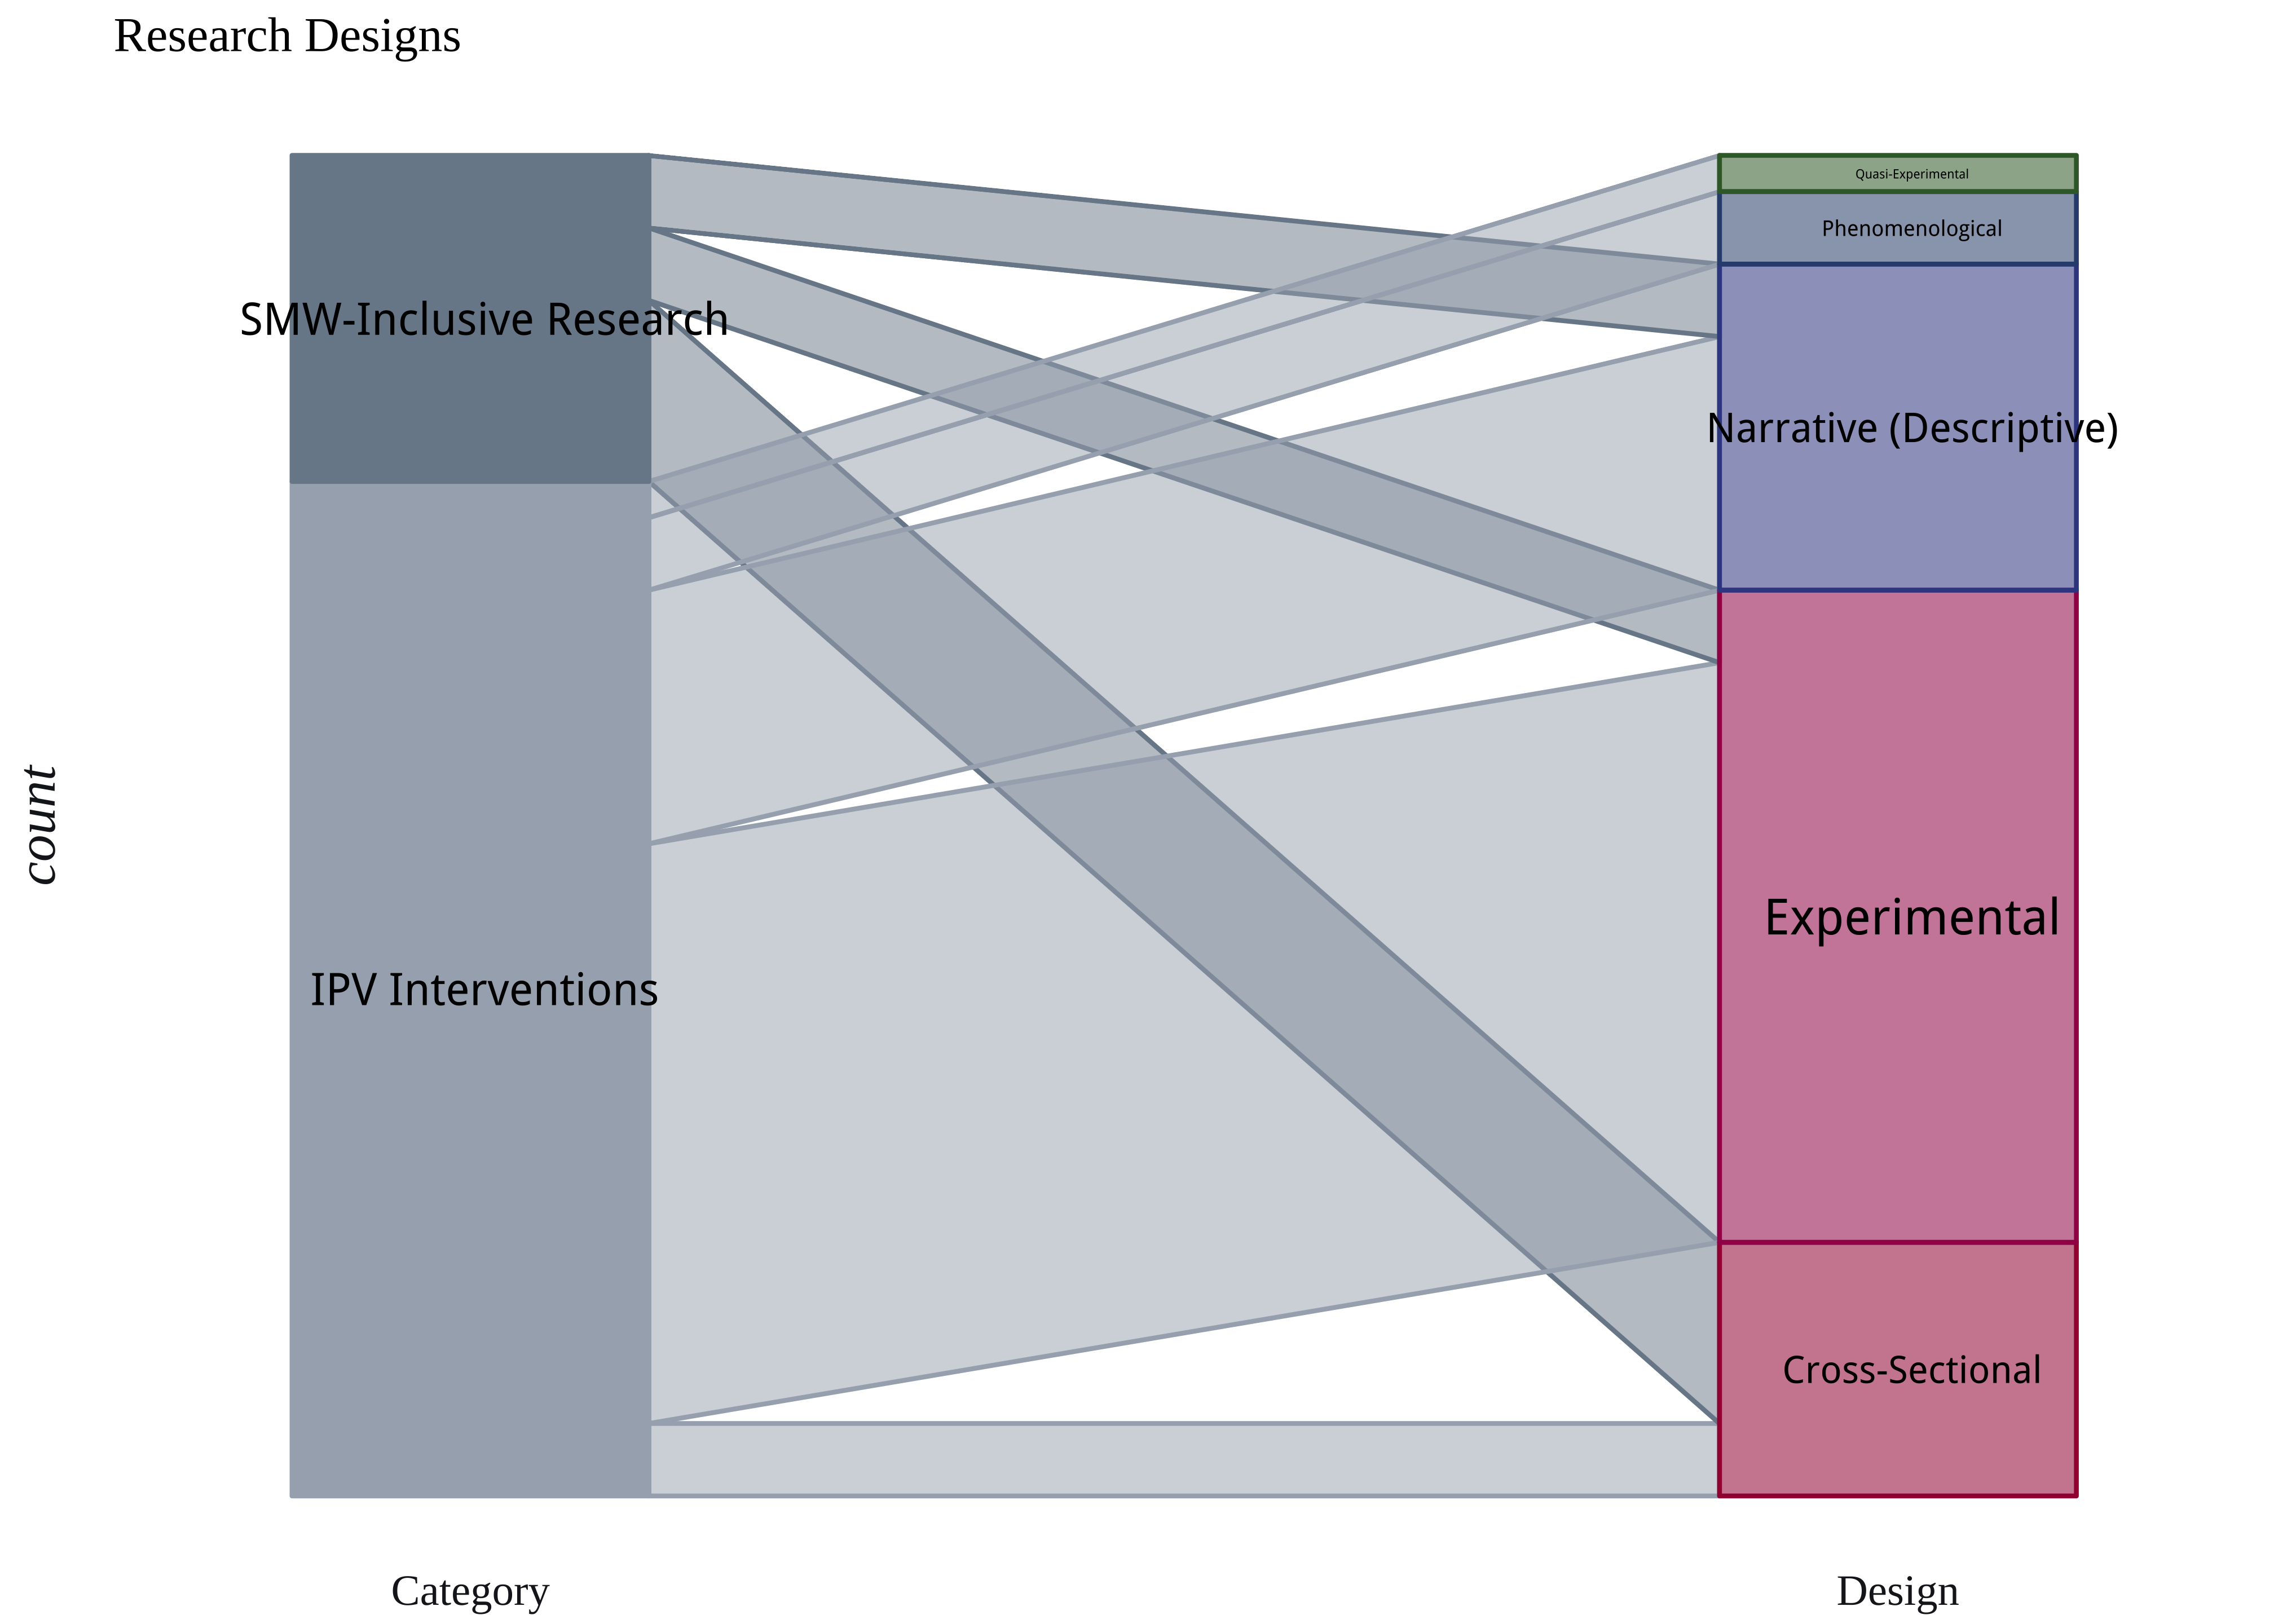 Research Designs
Quasi-Experimental
Phenomenological
SMW-Inclusive Research
Narrative (Descriptive)
count
Experimental
IPV Interventions
Cross-Sectional
Category
Design